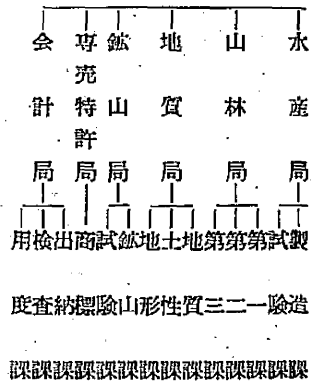 水産局
山林局
地質局
鉱山局
専売特許局
会計局
製造課
試験課
第一課
第二課
第三課
地質課
土性課
地形課
鉱山課
試験課
商標課
出納課
検査課
用度課